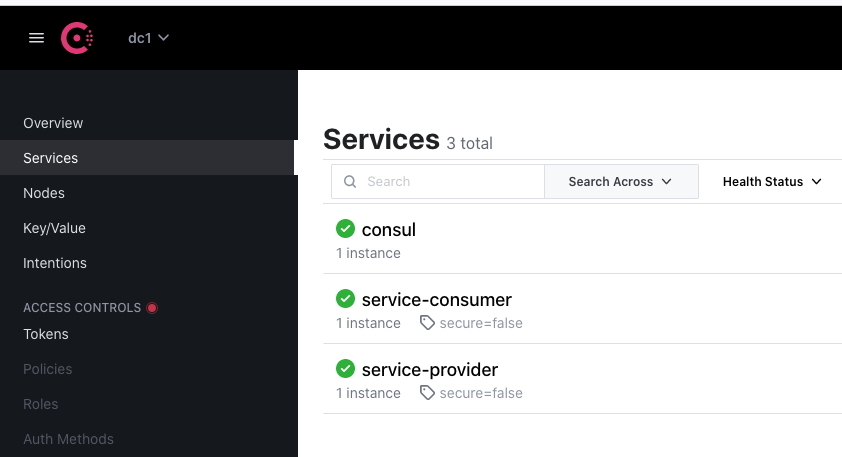 dc1
Overview
Services
Nodes
Key/Value
Intentions
ACCESS CONTROLS
Tokens
Policies
Roles
Auth Methods
Services 3 total
Search
Search Across
Health Status
consul
1 instance
service-consumer
1 instance secure=false
service-provider
1 instance secure=false